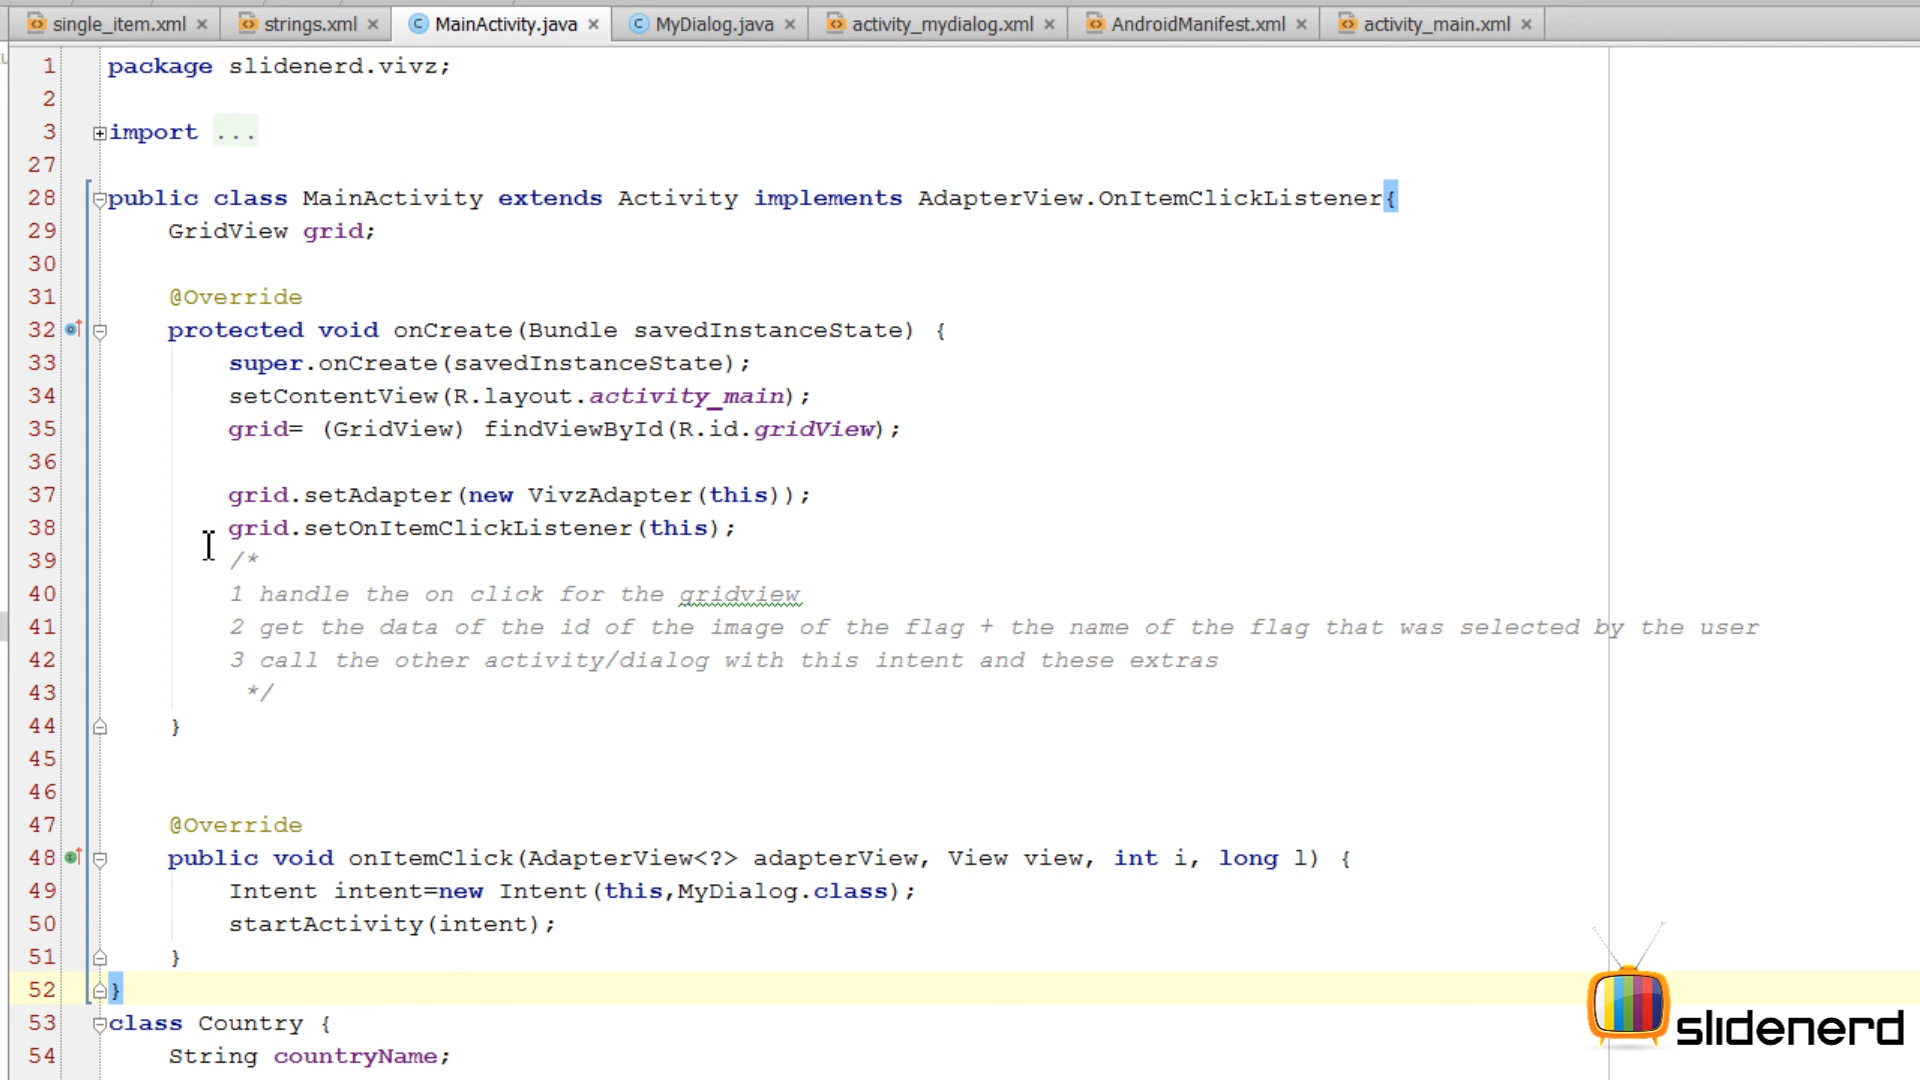 single_item.xml strings.xml MainActivity.java MyDialog.java activity_mydialog.xml AndroidManifest.xml activity_main.xml
1 package slidenerd.vivz;
2
3 import ...
27
28 public class MainActivity extends Activity implements AdapterView.OnItemClickListener{
29 GridView grid;
30
31 @Override
32 protected void onCreate(Bundle savedInstanceState) {
33 super.onCreate(savedInstanceState);
34 setContentView(R.layout.activity_main);
35 grid= (GridView) findViewById(R.id.gridView);
36
37 grid.setAdapter(new VivzAdapter(this));
38 grid.setOnItemClickListener(this);
39 /*
40 1 handle the on click for the gridview
41 2 get the data of the id of the image of the flag + the name of the flag that was selected by the user
42 3 call the other activity/dialog with this intent and these extras
43 */
44 }
45
46
47 @Override
48 public void onItemClick(AdapterView<?> adapterView, View view, int i, long l) {
49 Intent intent=new Intent(this,MyDialog.class);
50 startActivity(intent);
51 }
52 }
53 class Country {
54 String countryName;
slidenerd